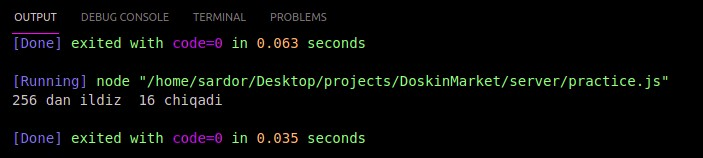 OUTPUT DEBUG CONSOLE TERMINAL PROBLEMS
[Done] exited with code=0 in 0.063 seconds
[Running] node "/home/sardor/Desktop/projects/DoskinMarket/server/practice.js"
256 dan ildiz  16 chiqadi
[Done] exited with code=0 in 0.035 seconds